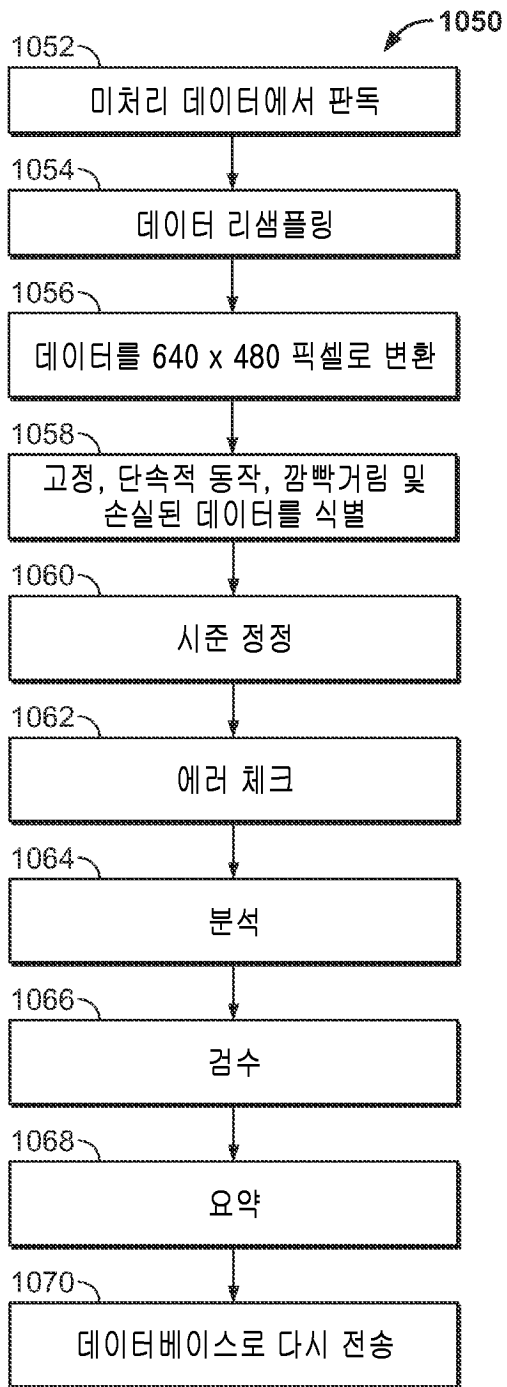 1050
1052
미처리 데이터에서 판독
1054
데이터 리샘플링
1056
데이터를 640 x 480 픽셀로 변환
1058
고정, 단속적 동작, 깜빡거림 및
손실된 데이터를 식별
1060
시준 정정
1062
에러 체크
1064
분석
1066
검수
1068
요약
1070
데이터베이스로 다시 전송